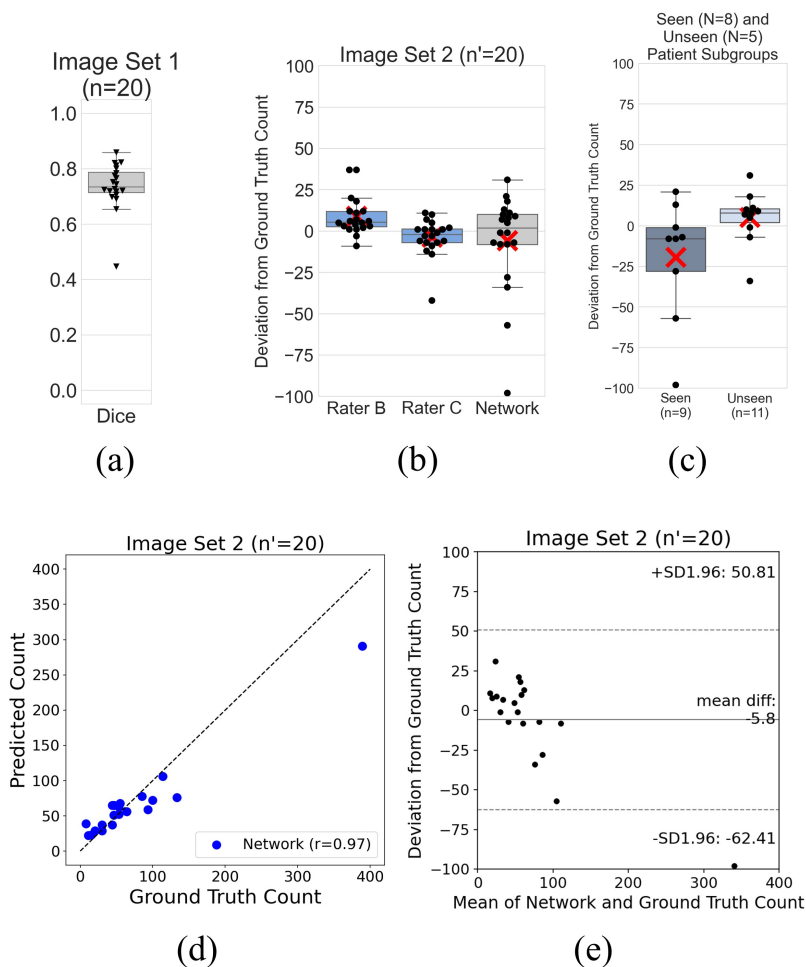 Image Set 1
(n=20)
1.0
0.8
0.6
0.4
0.2
0.0
Dice
(a)
Image Set 2 (n'=20)
Deviation from Ground Truth Count
100
75
50
25
0
−25
−50
−75
−100
Rater B Rater C Network
(b)
Seen (N=8) and
Unseen (N=5)
Patient Subgroups
Deviation from Ground Truth Count
100
75
50
25
0
−25
−50
−75
−100
Seen
(n=9)
Unseen
(n=11)
(c)
Image Set 2 (n'=20)
Predicted Count
400
350
300
250
200
150
100
50
0
Network (r=0.97)
0 100 200 300 400
Ground Truth Count
(d)
Image Set 2 (n'=20)
Deviation from Ground Truth Count
100
75
50
25
0
−25
−50
−75
−100
+SD1.96: 50.81
mean diff:
-5.8
-SD1.96: -62.41
0 100 200 300 400
Mean of Network and Ground Truth Count
(e)